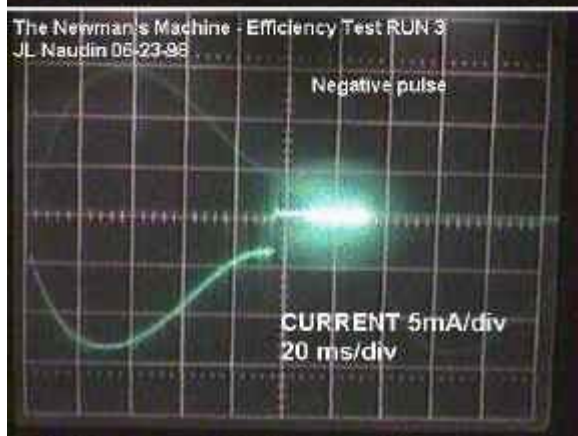 The Newman's Machine - Efficiency Test RUN 3
JL Naudin 06-23-98
Negative pulse
CURRENT 5mA/div
20 ms/div